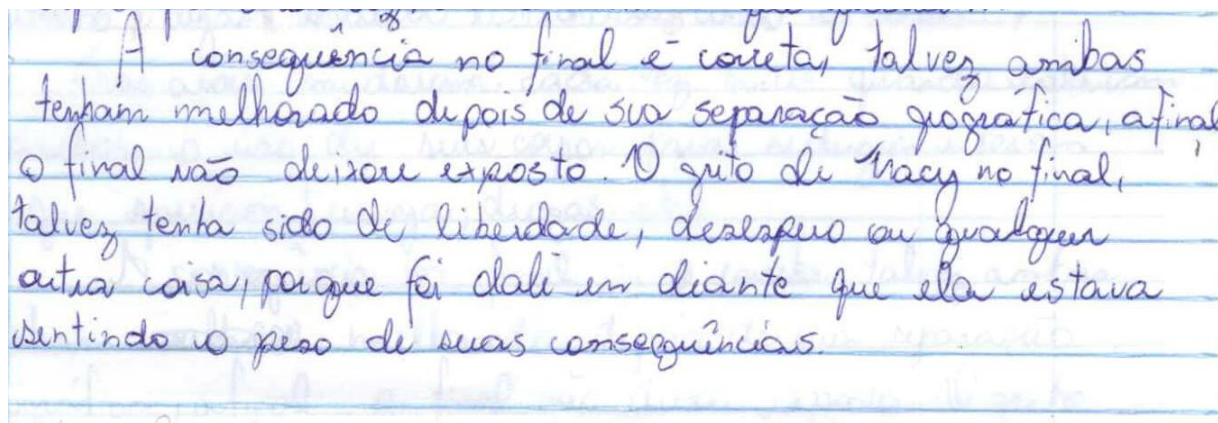 A consequência no final é correta, talvez ambas
tenham melhorado depois de sua separação geográfica, afinal
o final não deixou exposto. O grito de Tracy no final,
talvez tenha sido de liberdade, desespero ou qualquer
outra coisa, porque foi dali em diante que ela estava
sentindo o peso de suas consequências.